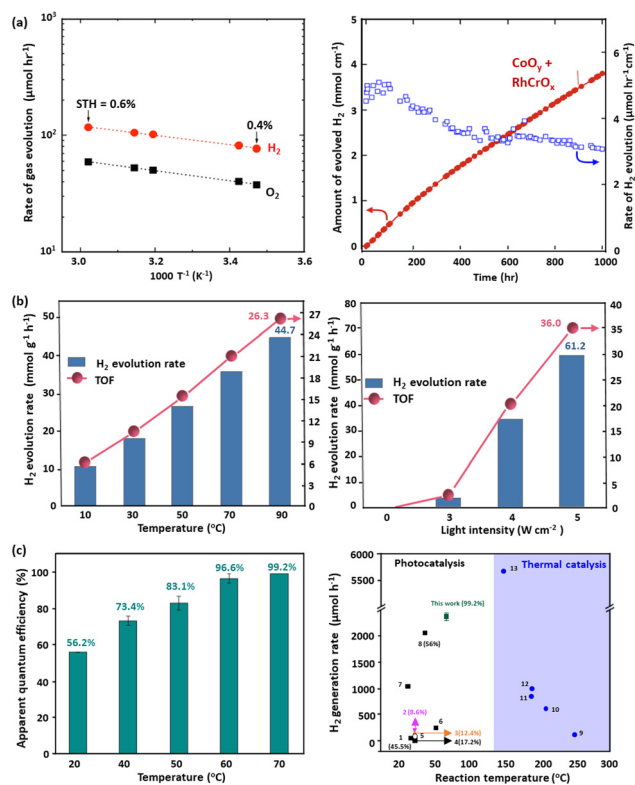 (a)
10³
10²
10¹
Rate of gas evolution (μmol hr⁻¹)
STH = 0.6%
0.4%
H₂
O₂
3.0 3.2 3.4 3.6
1000 T⁻¹ (K⁻¹)
Amount of evolved H₂ (mmol cm⁻¹)
5
4
3
2
1
0
CoOᵧ +
RhCrOₓ
6
4
2
0
Rate of H₂ evolution (μmol hr⁻¹cm⁻¹)
0 200 400 600 800 1000
Time (hr)
(b)
H₂ evolution rate (mmol g⁻¹ h⁻¹)
50
40
30
20
10
0
H₂ evolution rate
TOF
26.3
44.7
27
24
21
18
15
12
9
6
3
0
10 30 50 70 90
Temperature (°C)
H₂ evolution rate (mmol g⁻¹ h⁻¹)
80
70
60
50
40
30
20
10
0
H₂ evolution rate
TOF
36.0
61.2
40
35
30
25
20
15
10
5
0
0 3 4 5
Light intensity (W cm⁻²)
(c)
Apparent quantum efficiency (%)
100
80
60
40
20
0
56.2%
73.4%
83.1%
96.6%
99.2%
20 40 50 60 70
Temperature (°C)
H₂ generation rate (μmol h⁻¹)
6000
5600
2000
1500
1000
500
0
Photocatalysis
Thermal catalysis
13
This work (99.2%)
8 (56%)
7
2 (8.6%)
6
1
5
3(12.4%)
(45.5%)
4(17.2%)
12
11
10
9
20 50 100 150 200 250 300
Reaction temperature (°C)